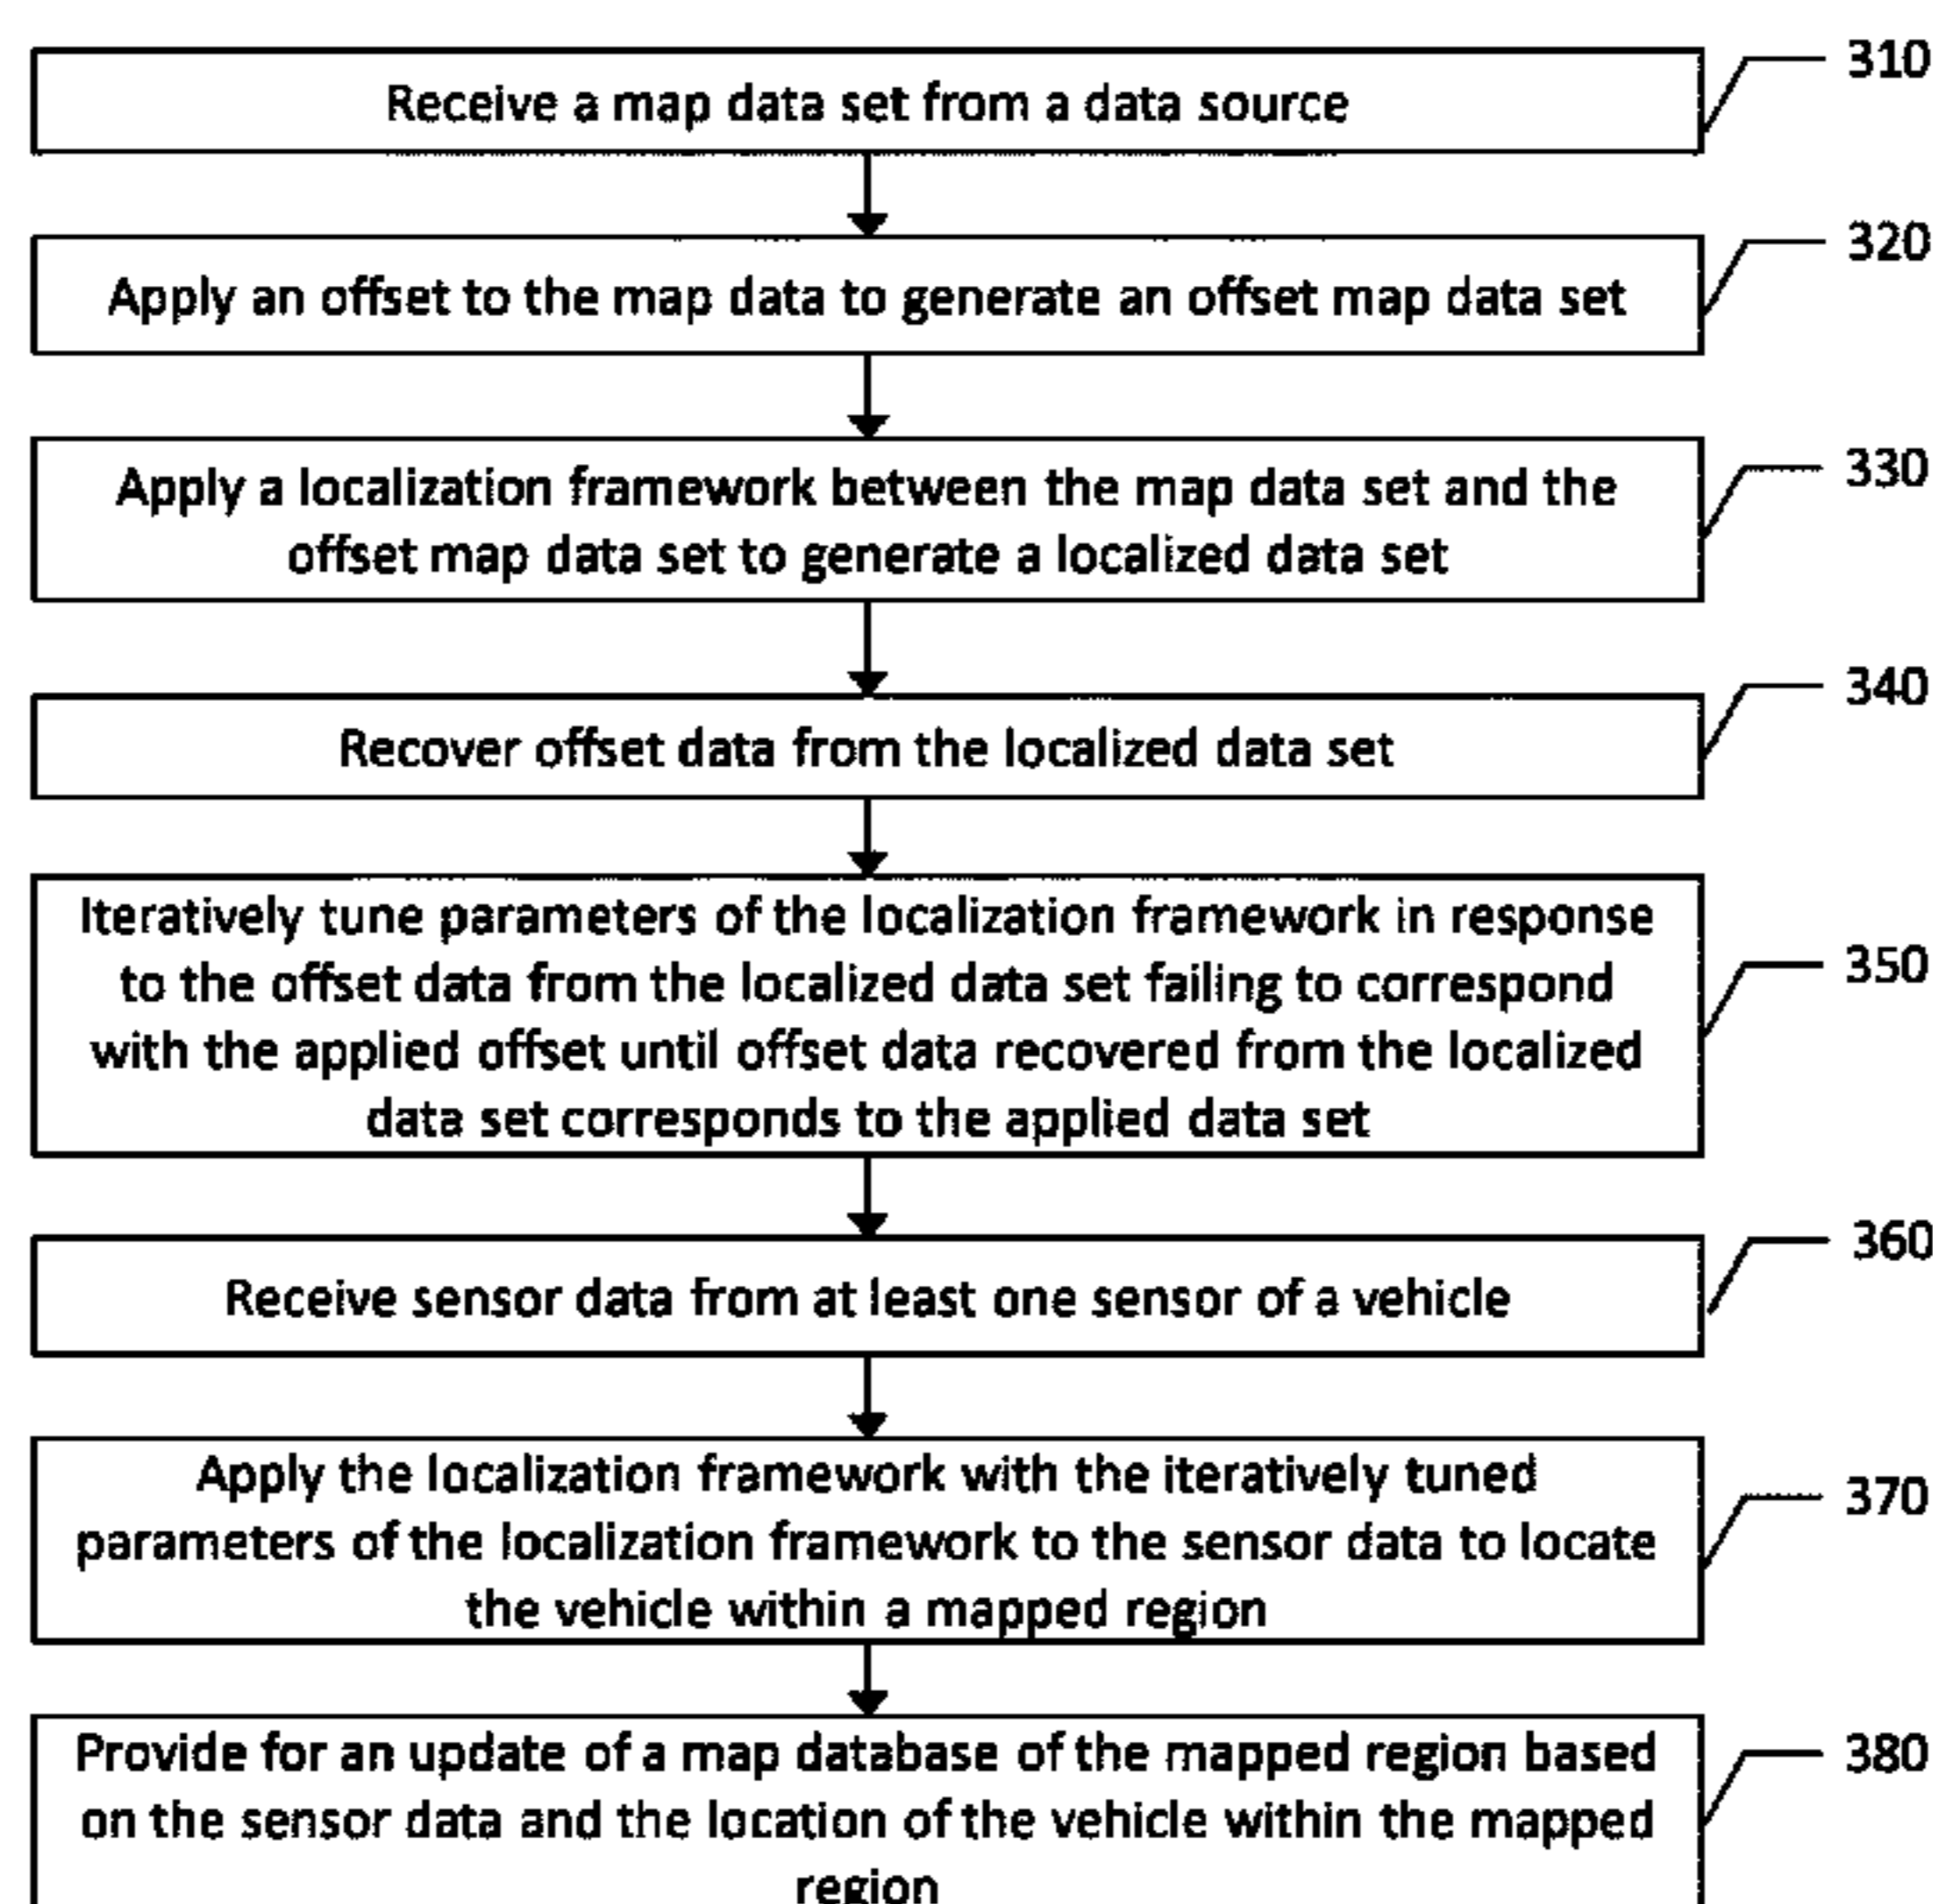 310
Receive a map data set from a data source
320
Apply an offset to the map data to generate an offset map data set
330
Apply a localization framework between the map data set and the
offset map data set to generate a localized data set
340
Recover offset data from the localized data set
Iteratively tune parameters of the localization framework in response
350
to the offset data from the localized data set failing to correspond
with the applied offset until offset data recovered from the localized
data set corresponds to the applied data set
360
Receive sensor data from at least one sensor of a vehicle
Apply the localization framework with the iteratively tuned
370
parameters of the localization framework to the sensor data to locate
the vehicle within a mapped region
Provide for an update of a map database of the mapped region based
380
on the sensor data and the location of the vehicle within the mapped
region